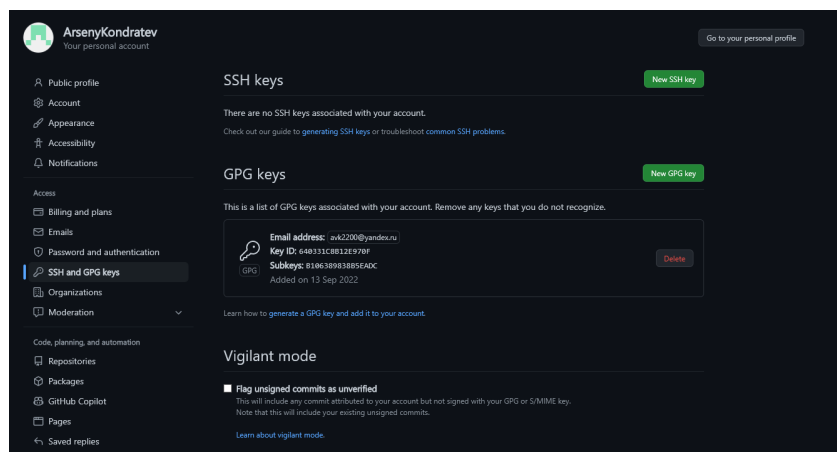 ArsenyKondratev
Your personal account
Go to your personal profile
Public profile
Account
Appearance
Accessibility
Notifications
Access
Billing and plans
Emails
Password and authentication
SSH and GPG keys
Organizations
Moderation
Code, planning, and automation
Repositories
Packages
GitHub Copilot
Pages
Saved replies
SSH keys
New SSH key
There are no SSH keys associated with your account.
Check out our guide to generating SSH keys or troubleshoot common SSH problems.
GPG keys
New GPG key
This is a list of GPG keys associated with your account. Remove any keys that you do not recognize.
Email address: avk2200@yandex.ru
Key ID: 640331C8B12E970F
Subkeys: B106389838B5EADC
Added on 13 Sep 2022
GPG
Delete
Learn how to generate a GPG key and add it to your account.
Vigilant mode
Flag unsigned commits as unverified
This will include any commit attributed to your account but not signed with your GPG or S/MIME key.
Note that this will include your existing unsigned commits.
Learn about vigilant mode.